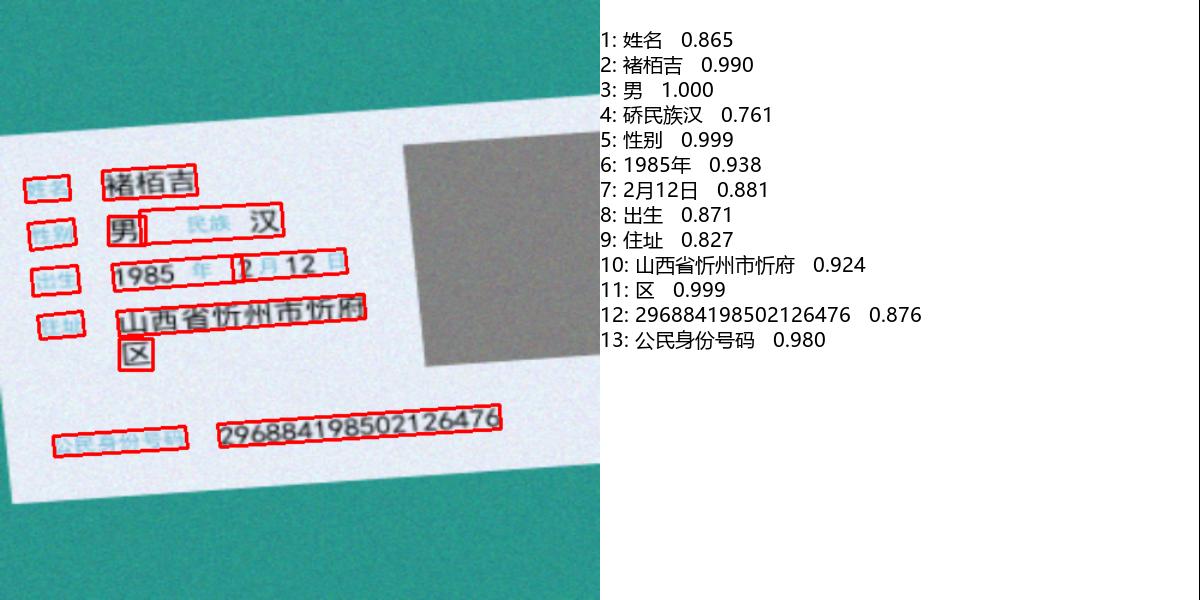 姓名 褚栢吉
性别 男 民族 汉
出生 1985 年 2 月 12 日
住址 山西省忻州市忻府
区
公民身份号码 296884198502126476
1: 姓名 0.865
2: 褚栢吉 0.990
3: 男 1.000
4: 硚民族汉 0.761
5: 性别 0.999
6: 1985年 0.938
7: 2月12日 0.881
8: 出生 0.871
9: 住址 0.827
10: 山西省忻州市忻府 0.924
11: 区 0.999
12: 296884198502126476 0.876
13: 公民身份号码 0.980